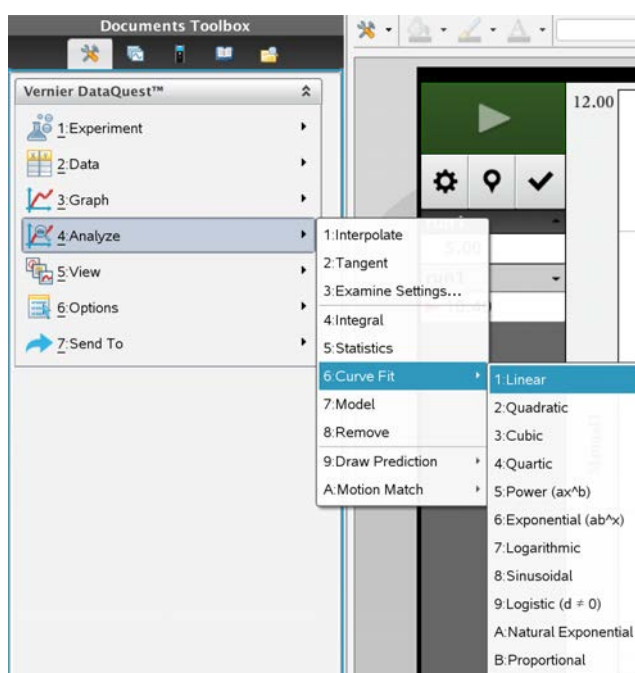 Documents Toolbox
Vernier DataQuest™
1:Experiment
2:Data
3:Graph
4:Analyze
5:View
6:Options
7:Send To
1:Interpolate
2:Tangent
3:Examine Settings...
4:Integral
5:Statistics
6:Curve Fit
7:Model
8:Remove
9:Draw Prediction
A:Motion Match
1:Linear
2:Quadratic
3:Cubic
4:Quartic
5:Power (ax^b)
6:Exponential (ab^x)
7:Logarithmic
8:Sinusoidal
9:Logistic (d ≠ 0)
A:Natural Exponential
B:Proportional
12.00
run1
5.00